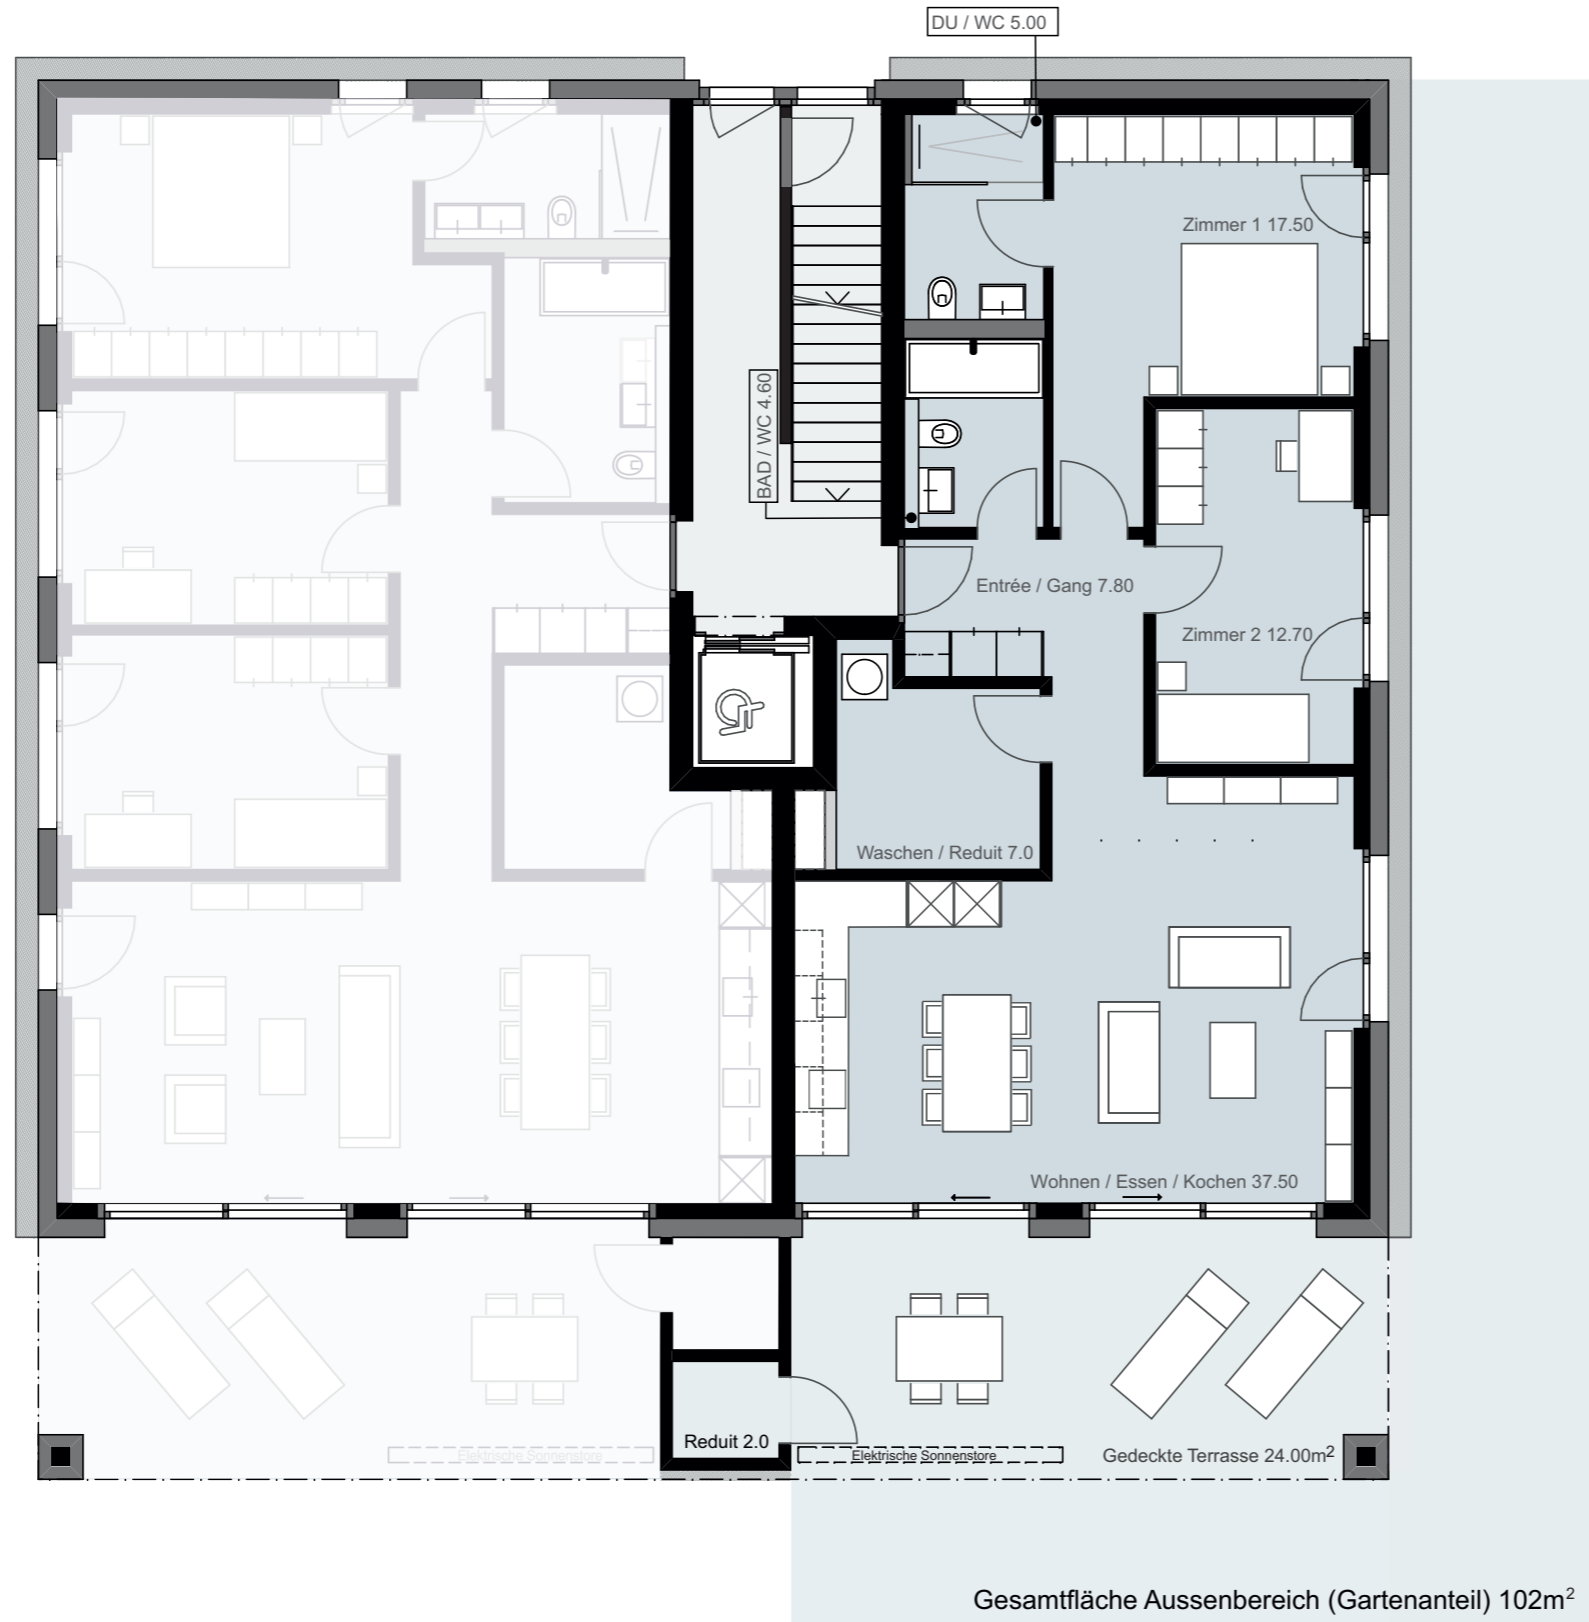 DU / WC 5.00
Zimmer 1 17.50
BAD / WC 4.60
Entrée / Gang 7.80
Zimmer 2 12.70
Waschen / Reduit 7.0
Wohnen / Essen / Kochen 37.50
Reduit 2.0
Elektrische Sonnenstore
Elektrische Sonnenstore
Gedeckte Terrasse 24.00m²
Gesamtfläche Aussenbereich (Gartenanteil) 102m²